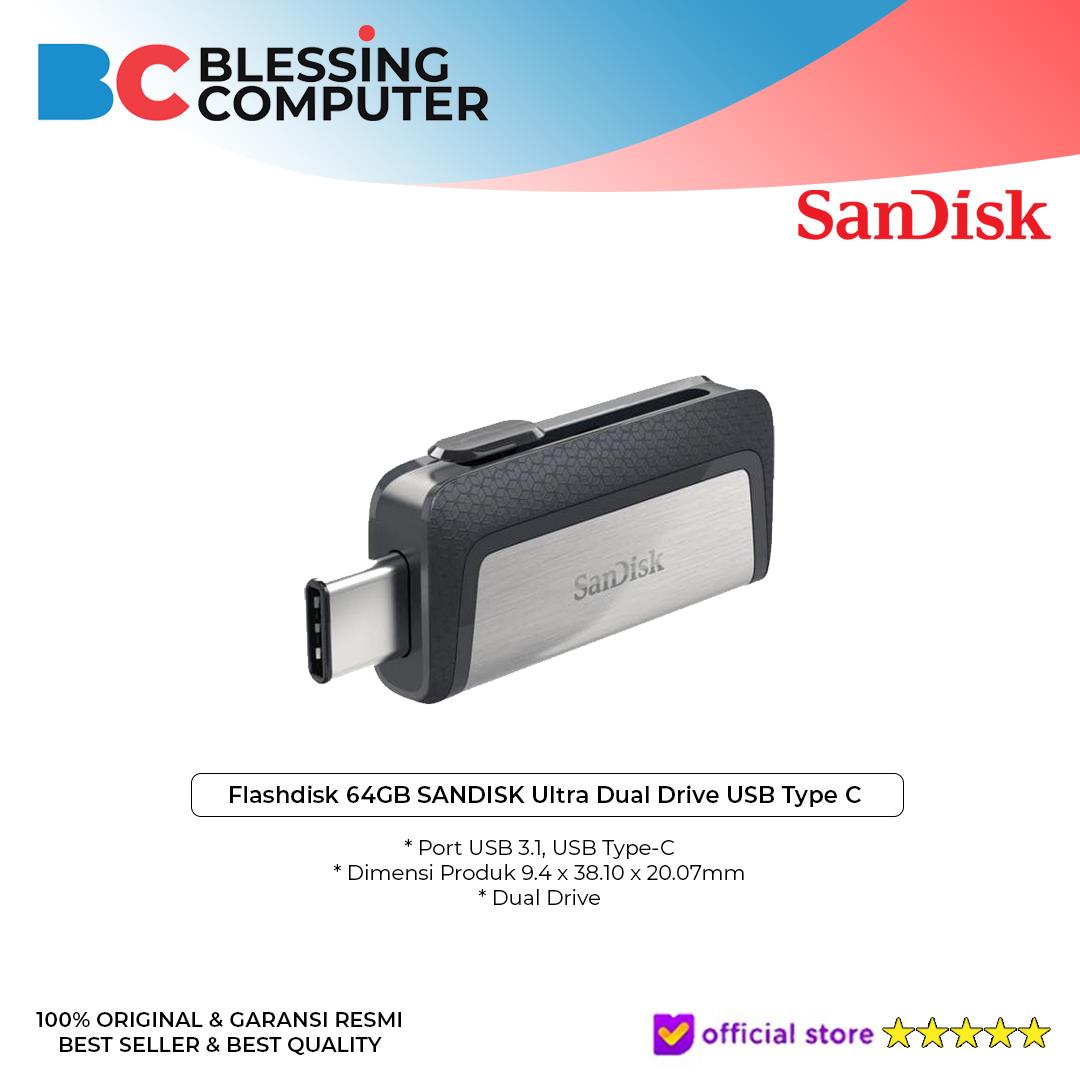 BC BLESSING
COMPUTER
SanDisk
SanDisk
Flashdisk 64GB SANDISK Ultra Dual Drive USB Type C
* Port USB 3.1, USB Type-C
* Dimensi Produk 9.4 x 38.10 x 20.07mm
* Dual Drive
100% ORIGINAL & GARANSI RESMI
BEST SELLER & BEST QUALITY
official store